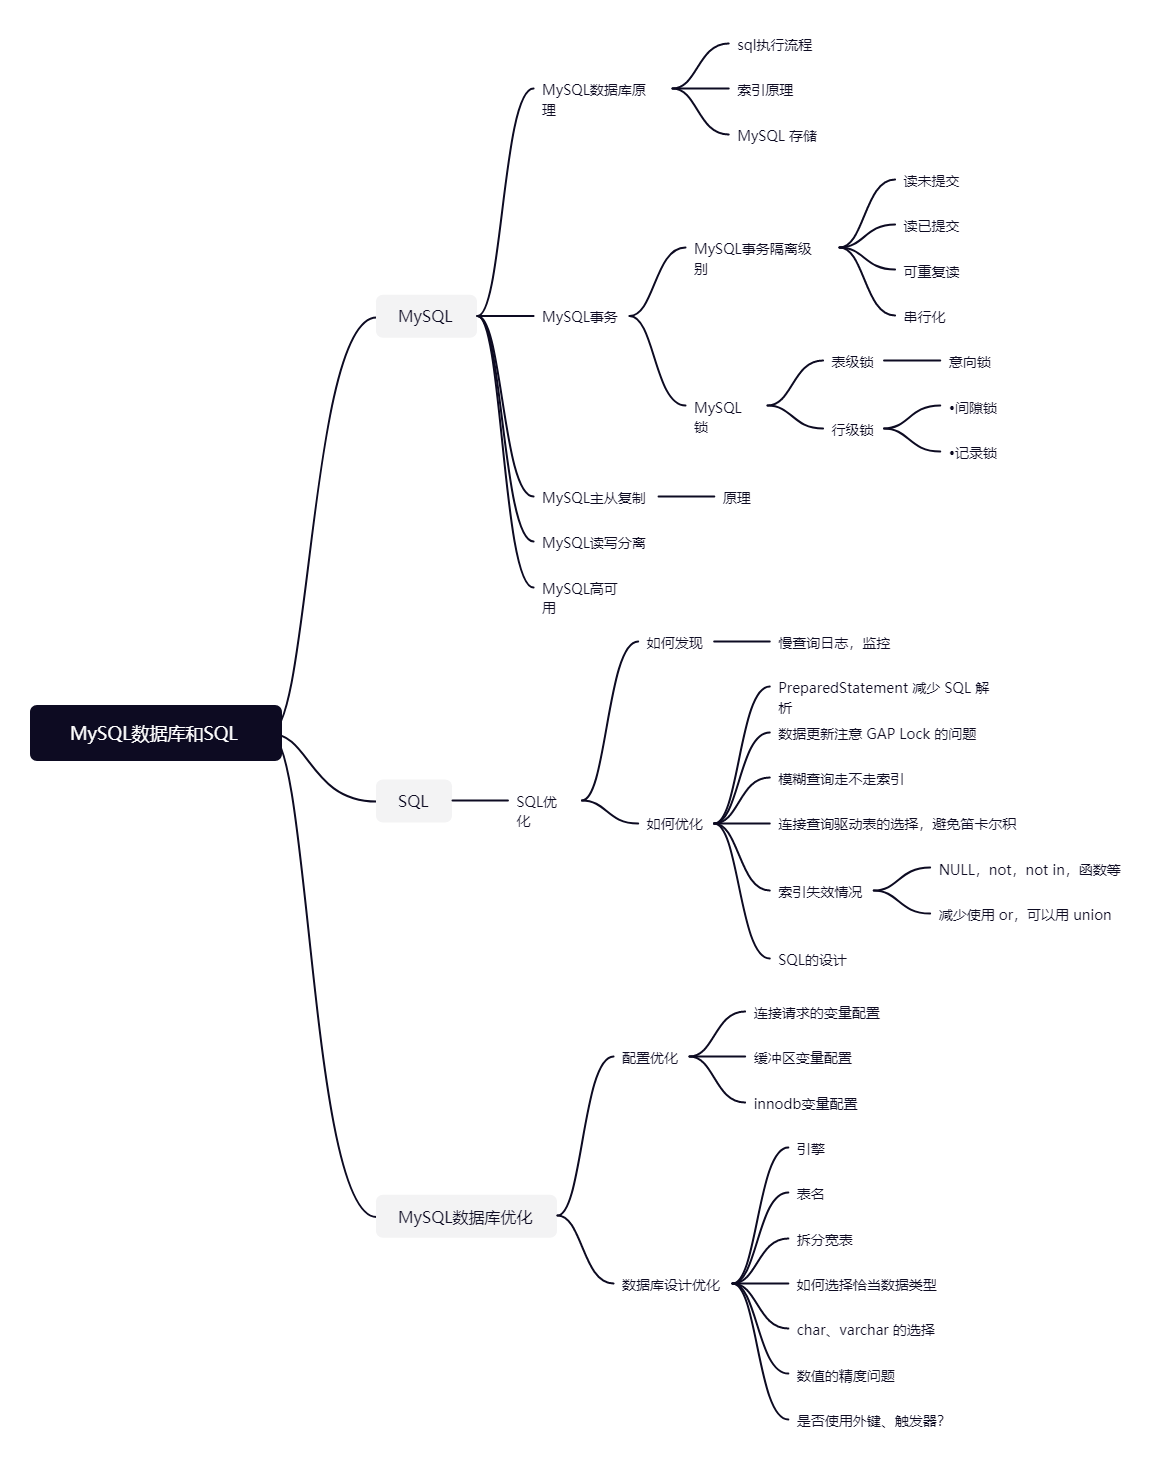 sql执行流程
MySQL数据库原
理
索引原理
MySQL 存储
读未提交
读已提交
MySQL事务隔离级
别
可重复读
串行化
MySQL
MySQL事务
表级锁
意向锁
MySQL
锁
•间隙锁
行级锁
•记录锁
MySQL主从复制
原理
MySQL读写分离
MySQL高可
用
如何发现
慢查询日志，监控
PreparedStatement 减少 SQL 解
析
MySQL数据库和SQL
数据更新注意 GAP Lock 的问题
模糊查询走不走索引
SQL
SQL优
化
如何优化
连接查询驱动表的选择，避免笛卡尔积
NULL，not，not in，函数等
索引失效情况
减少使用 or，可以用 union
SQL的设计
连接请求的变量配置
配置优化
缓冲区变量配置
innodb变量配置
引擎
表名
MySQL数据库优化
拆分宽表
数据库设计优化
如何选择恰当数据类型
char、varchar 的选择
数值的精度问题
是否使用外键、触发器？